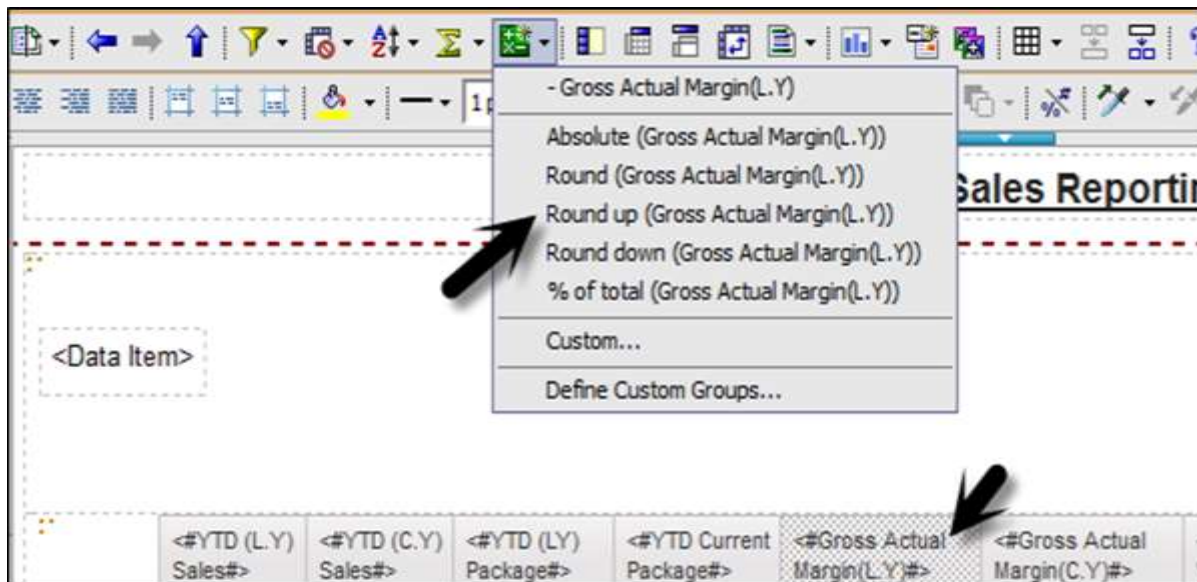 1p
- Gross Actual Margin(L.Y)
Absolute (Gross Actual Margin(L.Y))
Round (Gross Actual Margin(L.Y))
Round up (Gross Actual Margin(L.Y))
Round down (Gross Actual Margin(L.Y))
% of total (Gross Actual Margin(L.Y))
Custom...
Define Custom Groups...
Sales Reportin
<Data Item>
<#YTD (L.Y) Sales#>
<#YTD (C.Y) Sales#>
<#YTD (LY) Package#>
<#YTD Current Package#>
<#Gross Actual Margin(L.Y)#>
<#Gross Actual Margin(C.Y)#>